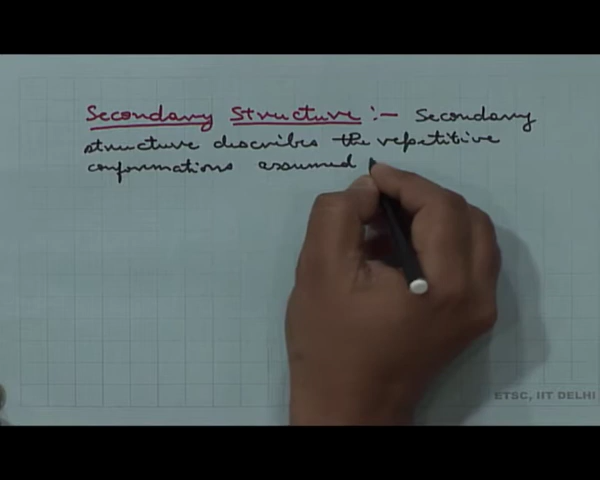 Secondary Structure :- Secondary
structure describes the repetitive
conformations assumed
ETSC, IIT DELHI